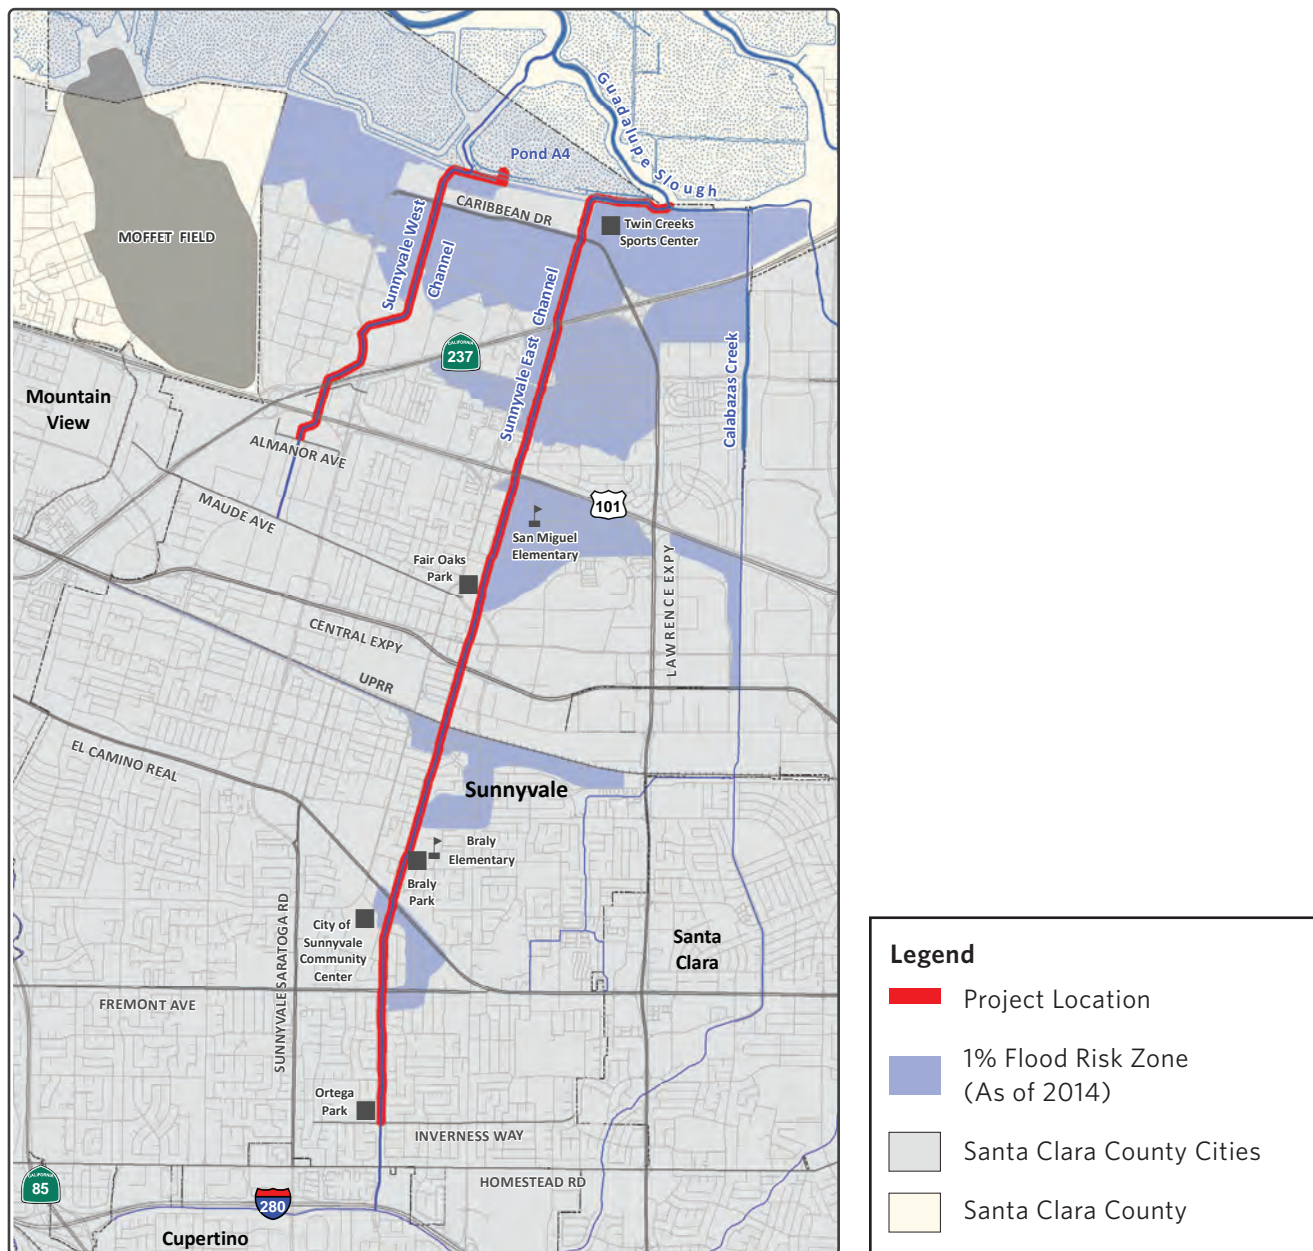 Guadalupe Slough
Pond A4
CARIBBEAN DR
Twin Creeks
Sports Center
MOFFET FIELD
Sunnyvale West
Channel
Sunnyvale East Channel
CALIFORNIA
237
Calabazas Creek
Mountain
View
ALMANOR AVE
MAUDE AVE
101
San Miguel
Elementary
Fair Oaks
Park
LAWRENCE EXPY
CENTRAL EXPY
UPRR
EL CAMINO REAL
Sunnyvale
Braly
Elementary
Braly
Park
SUNNYVALE SARATOGA RD
City of
Sunnyvale
Community
Center
Santa
Clara
FREMONT AVE
Ortega
Park
INVERNESS WAY
HOMESTEAD RD
CALIFORNIA
85
280
Cupertino
Legend
Project Location
1% Flood Risk Zone
(As of 2014)
Santa Clara County Cities
Santa Clara County